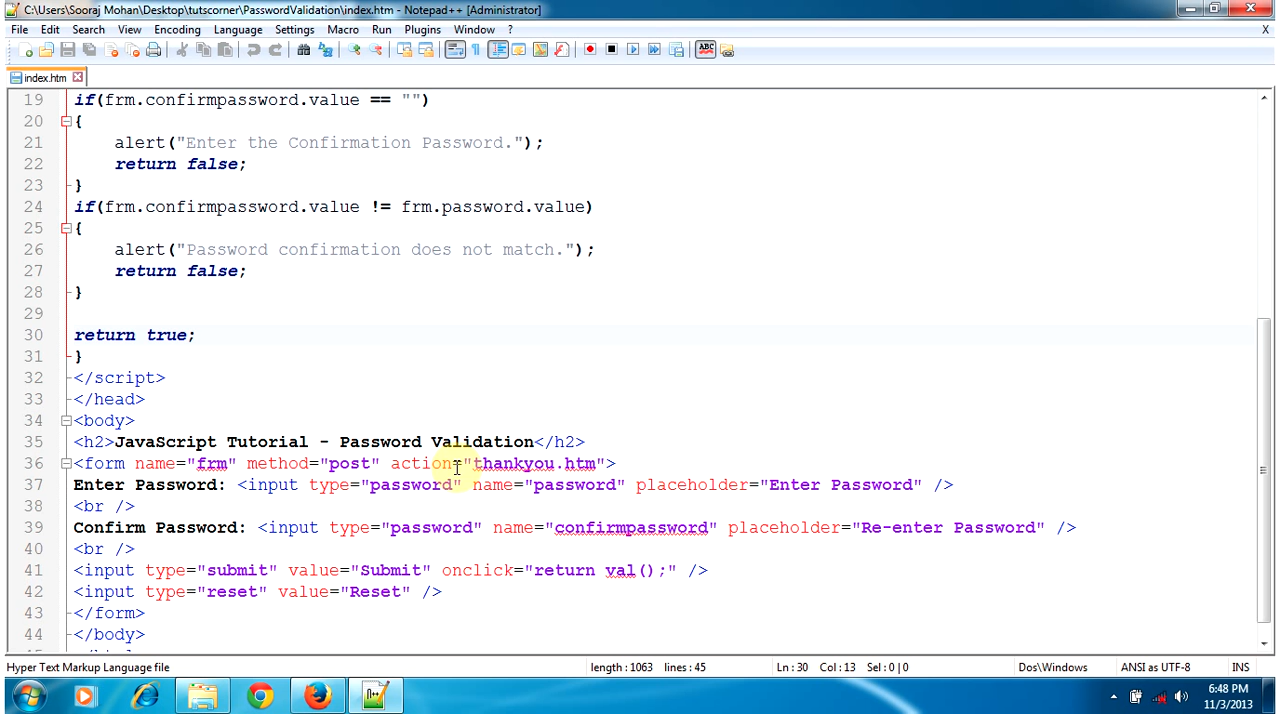 C:\Users\Sooraj Mohan\Desktop\tutscorner\PasswordValidation\index.htm - Notepad++ [Administrator]
File Edit Search View Encoding Language Settings Macro Run Plugins Window ? X
ABC
index.htm
19 if(frm.confirmpassword.value == "")
20 {
21 alert("Enter the Confirmation Password.");
22 return false;
23 }
24 if(frm.confirmpassword.value != frm.password.value)
25 {
26 alert("Password confirmation does not match.");
27 return false;
28 }
29
30 return true;
31 }
32 </script>
33 </head>
34 <body>
35 <h2>JavaScript Tutorial - Password Validation</h2>
36 <form name="frm" method="post" action="thankyou.htm">
37 Enter Password: <input type="password" name="password" placeholder="Enter Password" />
38 <br />
39 Confirm Password: <input type="password" name="confirmpassword" placeholder="Re-enter Password" />
40 <br />
41 <input type="submit" value="Submit" onclick="return val();" />
42 <input type="reset" value="Reset" />
43 </form>
44 </body>
Hyper Text Markup Language file length : 1063 lines : 45 Ln : 30 Col : 13 Sel : 0 | 0 Dos\Windows ANSI as UTF-8 INS
6:48 PM
11/3/2013